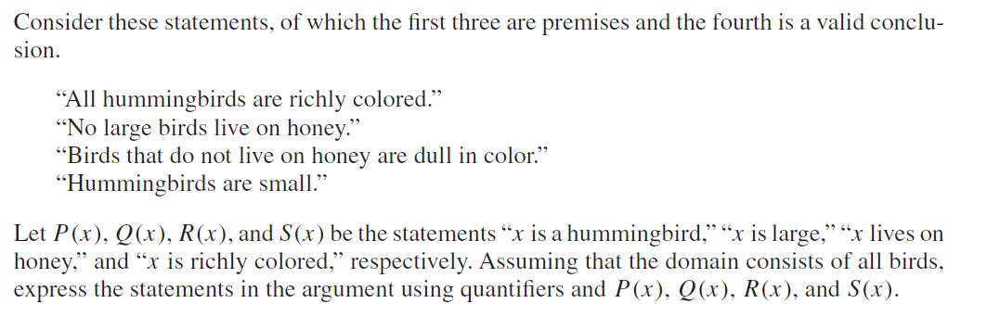 Consider these statements, of which the first three are premises and the fourth is a valid conclu-
sion.
“All hummingbirds are richly colored.”
“No large birds live on honey.”
“Birds that do not live on honey are dull in color.”
“Hummingbirds are small.”
Let P(x), Q(x), R(x), and S(x) be the statements “x is a hummingbird,” “x is large,” “x lives on
honey,” and “x is richly colored,” respectively. Assuming that the domain consists of all birds,
express the statements in the argument using quantifiers and P(x), Q(x), R(x), and S(x).